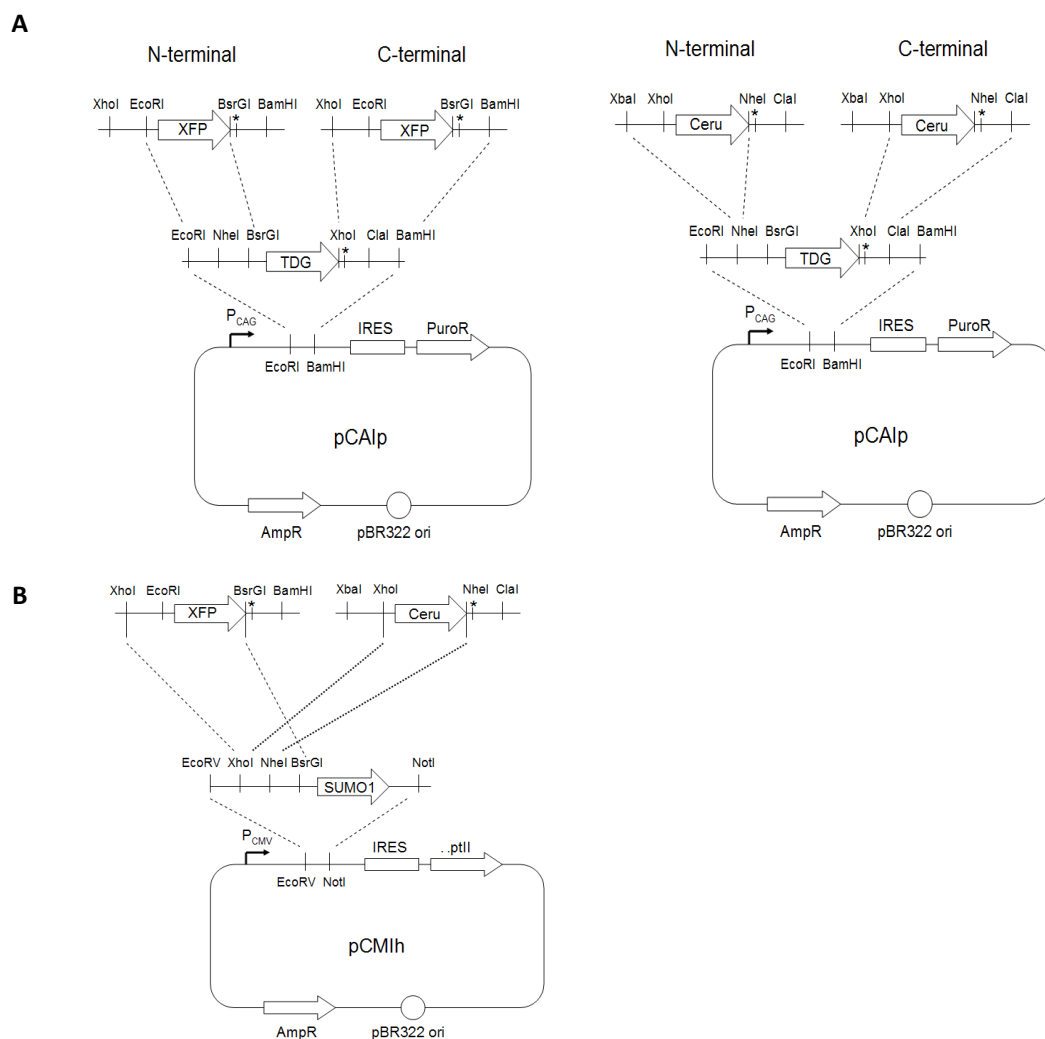 A
N-terminal C-terminal
XhoI EcoRI BsrGI BamHI XhoI EcoRI BsrGI BamHI
* *
XFP XFP
EcoRI NheI BsrGI XhoI ClaI BamHI
*
TDG
PCAG
IRES PuroR
EcoRI BamHI
pCAIp
AmpR pBR322 ori
N-terminal C-terminal
XbaI XhoI NheI ClaI XbaI XhoI NheI ClaI
* *
Ceru Ceru
EcoRI NheI BsrGI XhoI ClaI BamHI
*
TDG
PCAG
IRES PuroR
EcoRI BamHI
pCAIp
AmpR pBR322 ori
B
XhoI EcoRI BsrGI BamHI XbaI XhoI NheI ClaI
* *
XFP Ceru
EcoRV XhoI NheI BsrGI NotI
SUMO1
PCMV
IRES ..ptII
EcoRV NotI
pCMIh
AmpR pBR322 ori